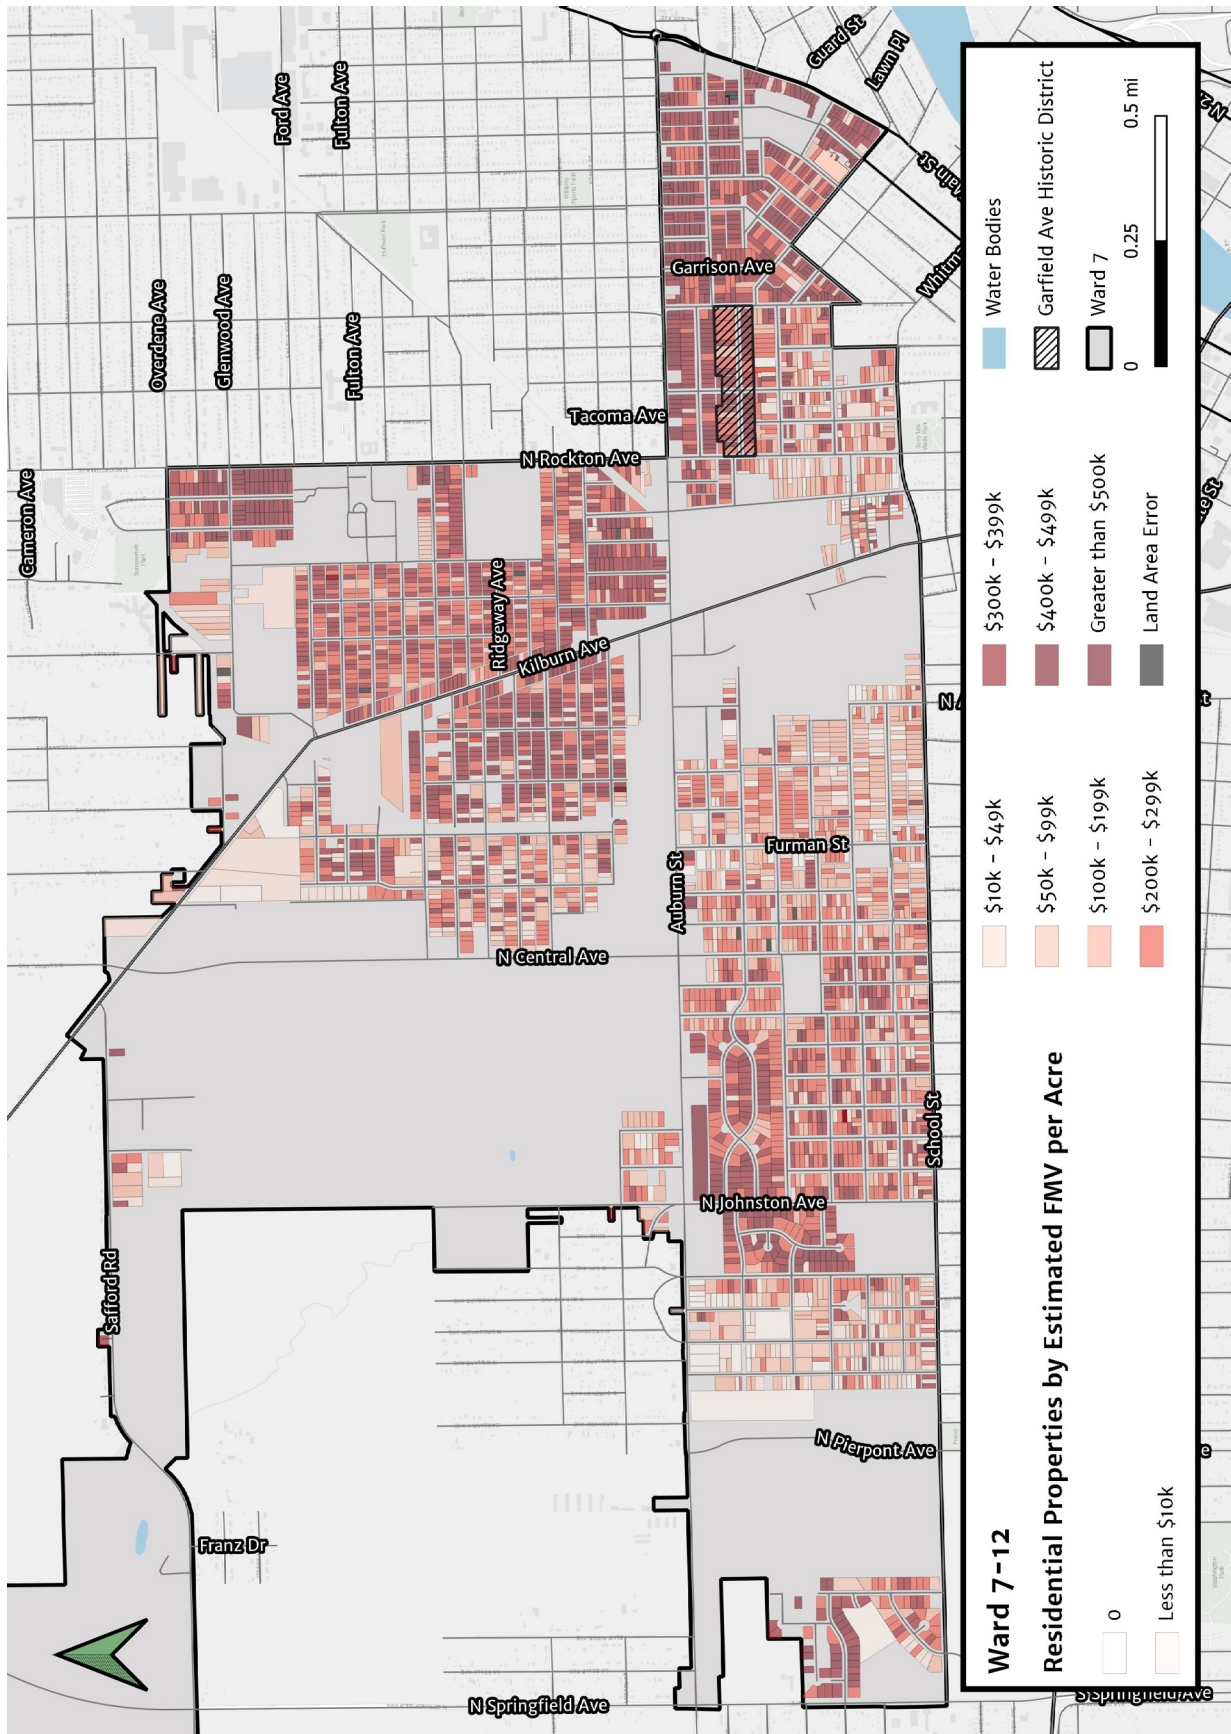 Cameron Ave
Overdene Ave
Glenwood Ave
Ford Ave
Fulton Ave
Fulton Ave
Tacoma Ave
N Rockton Ave
Ridgeway Ave
Kilburn Ave
Garrison Ave
Guard St
Lawn Pl
Main St
Auburn St
Furman St
N Central Ave
N Johnston Ave
School St
Safford Rd
Franz Dr
N Pierpont Ave
N Springfield Ave
S Springfield Ave
Ward 7-12
Residential Properties by Estimated FMV per Acre
0
Less than $10k
$10k - $49k
$50k - $99k
$100k - $199k
$200k - $299k
$300k - $399k
$400k - $499k
Greater than $500k
Land Area Error
Water Bodies
Garfield Ave Historic District
Ward 7
0
0.25
0.5 mi